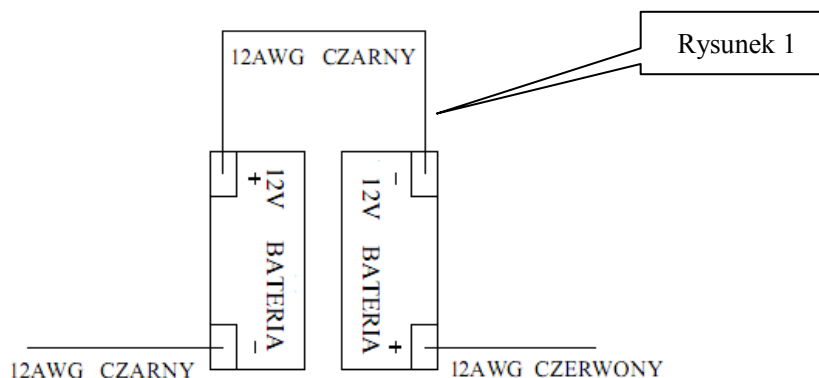 Rysunek 1
12AWG CZARNY
+
12V BATERIA
−
−
12V BATERIA
+
12AWG CZARNY
12AWG CZERWONY